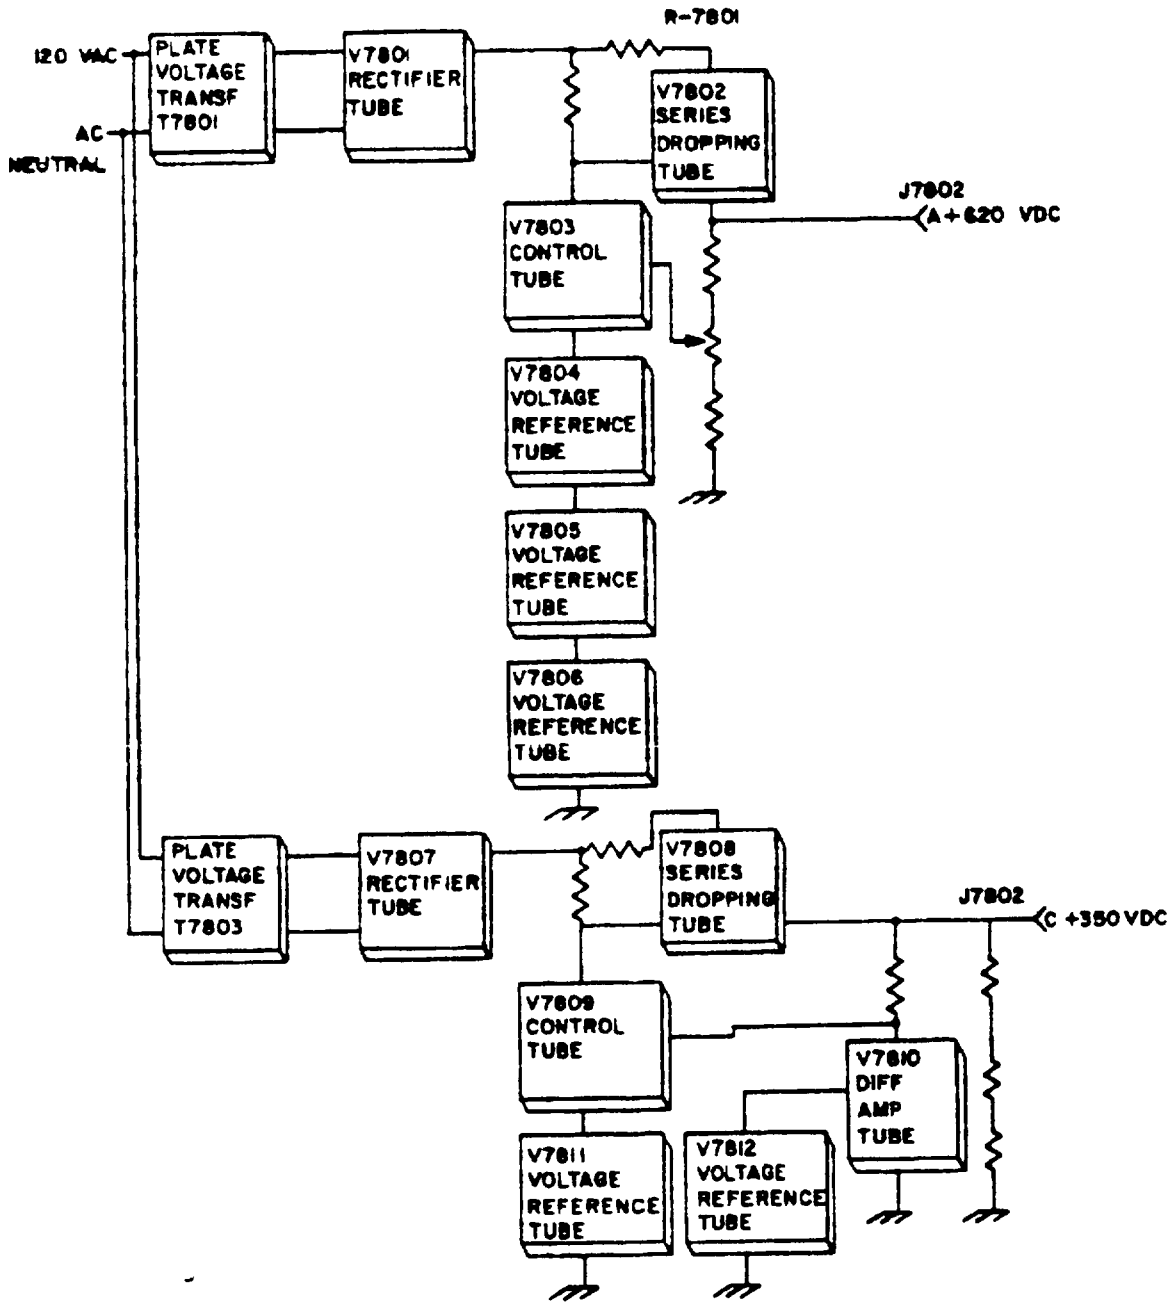 R-7801
120 VAC
PLATE
VOLTAGE
TRANSF
T7801
V7801
RECTIFIER
TUBE
V7802
SERIES
DROPPING
TUBE
AC
NEUTRAL
J7802
A+620 VDC
V7803
CONTROL
TUBE
V7804
VOLTAGE
REFERENCE
TUBE
V7805
VOLTAGE
REFERENCE
TUBE
V7806
VOLTAGE
REFERENCE
TUBE
PLATE
VOLTAGE
TRANSF
T7803
V7807
RECTIFIER
TUBE
V7808
SERIES
DROPPING
TUBE
J7802
C +350 VDC
V7809
CONTROL
TUBE
V7810
DIFF
AMP
TUBE
V7811
VOLTAGE
REFERENCE
TUBE
V7812
VOLTAGE
REFERENCE
TUBE